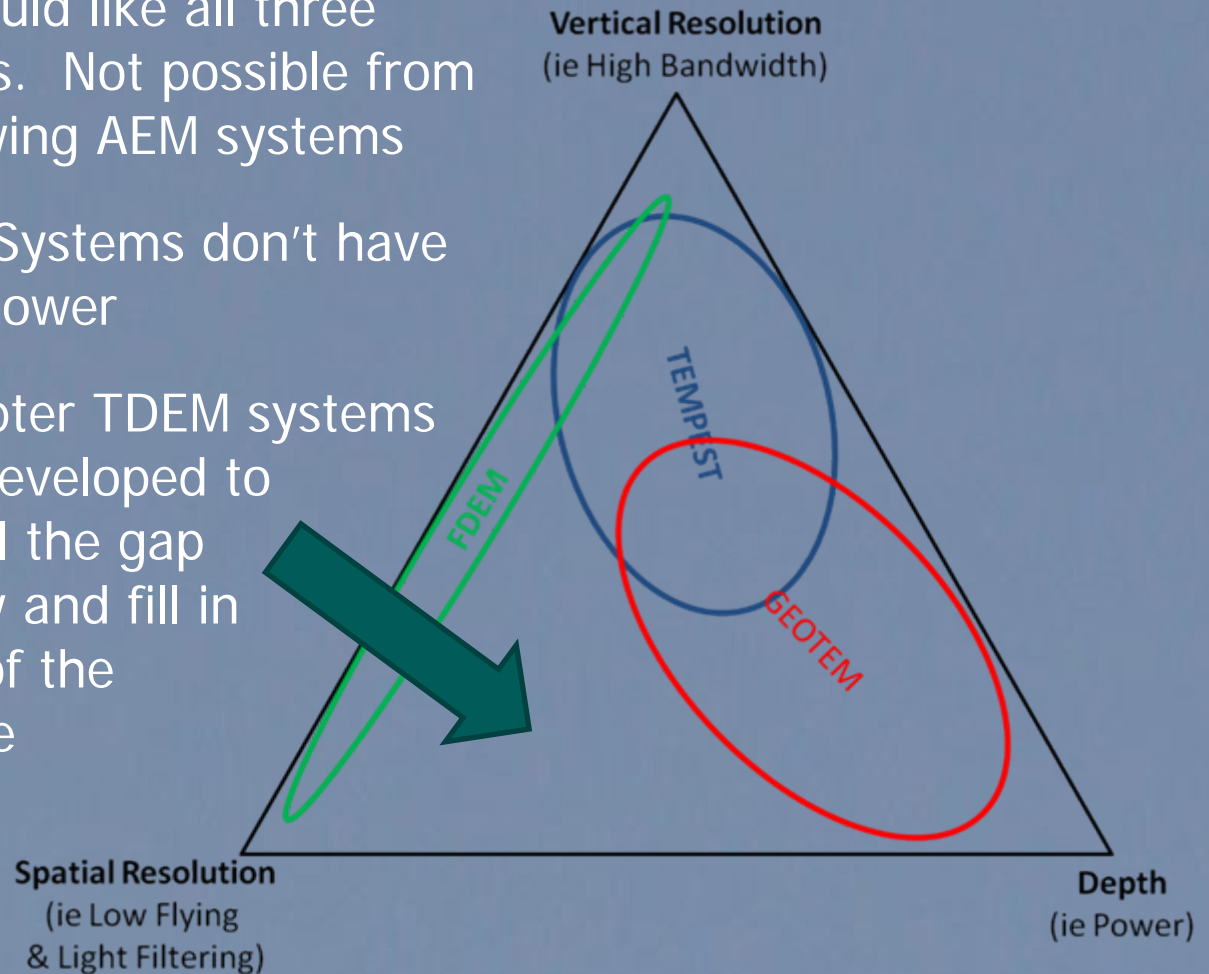 uld like all three
s. Not possible from
wing AEM systems
Systems don't have
ower
pter TDEM systems
eveloped to
l the gap
and fill in
of the
e
Vertical Resolution
(ie High Bandwidth)
TEMPEST
FDEM
GEOTEM
Spatial Resolution
(ie Low Flying
& Light Filtering)
Depth
(ie Power)